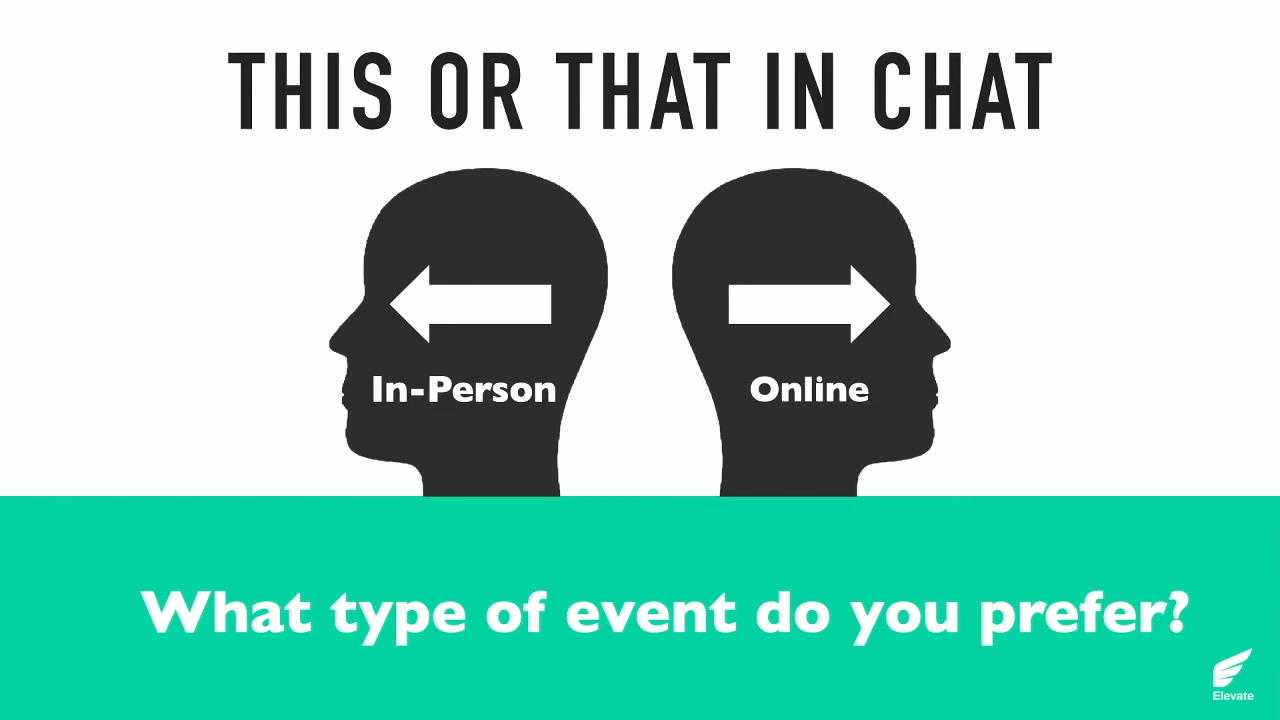 THIS OR THAT IN CHAT
In-Person
Online
What type of event do you prefer?
Elevate